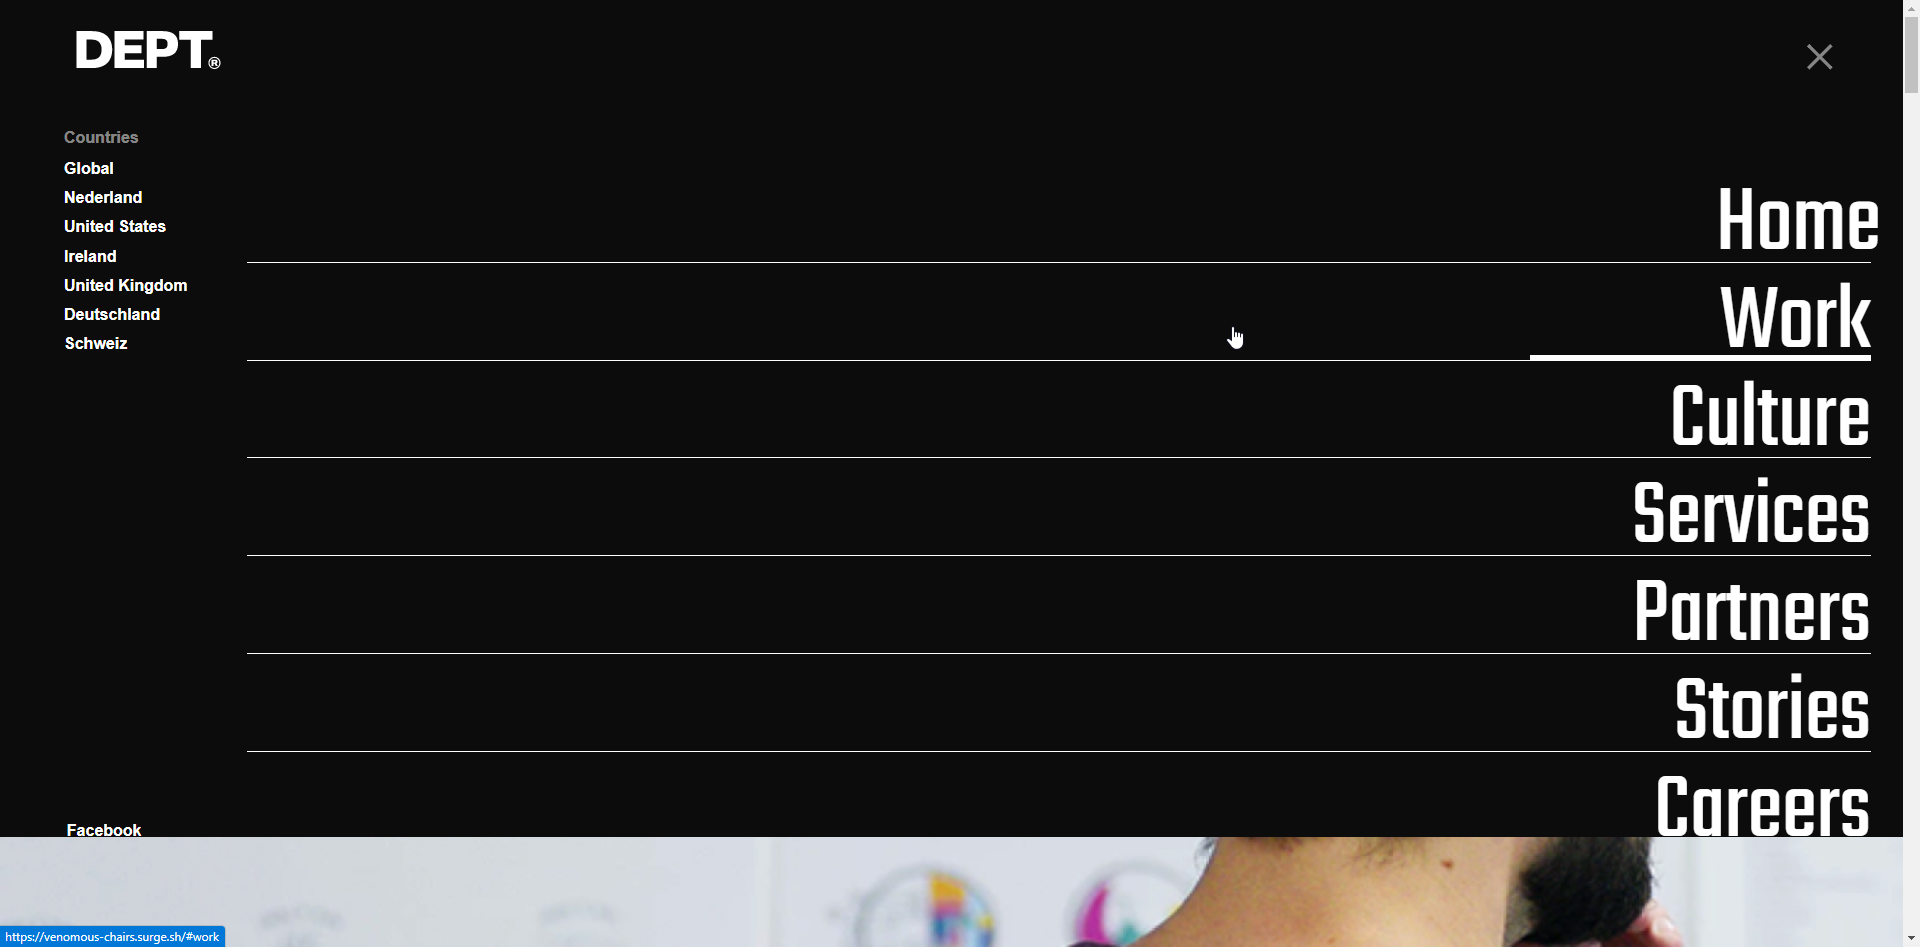 DEPT®
Countries
Global
Nederland
United States
Ireland
United Kingdom
Deutschland
Schweiz
Home
Work
Culture
Services
Partners
Stories
Careers
Facebook
https://venomous-chairs.surge.sh/#work